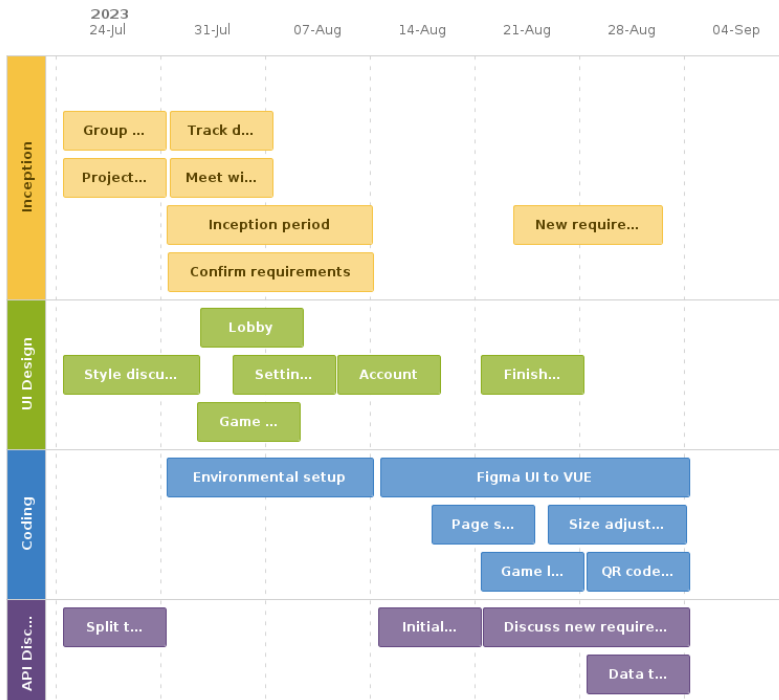 2023
24-Jul 31-Jul 07-Aug 14-Aug 21-Aug 28-Aug 04-Sep
Inception
Group ... Track d...
Project... Meet wi...
Inception period New require...
Confirm requirements
UI Design
Lobby
Style discu... Settin... Account Finish...
Game ...
Coding
Environmental setup Figma UI to VUE
Page s... Size adjust...
Game l... QR code...
API Disc...
Split t... Initial... Discuss new require...
Data t...